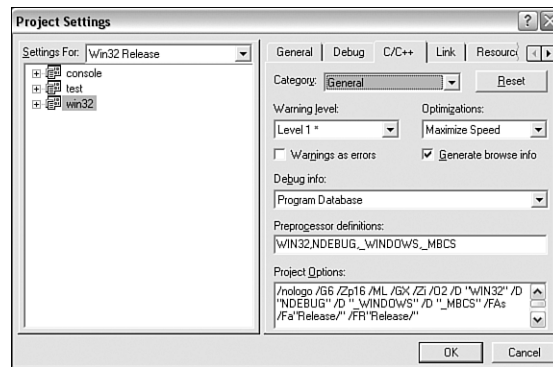 Project Settings
Settings For: Win32 Release
console
test
win32
General Debug C/C++ Link Resourc
Category: General Reset
Warning level: Optimizations:
Level 1 * Maximize Speed
Warnings as errors Generate browse info
Debug info:
Program Database
Preprocessor definitions:
WIN32,NDEBUG,_WINDOWS,_MBCS
Project Options:
/nologo /G6 /Zp16 /ML /GX /Zi /O2 /D "WIN32" /D
"NDEBUG" /D "_WINDOWS" /D "_MBCS" /FAs
/Fa"Release/" /FR"Release/"
OK Cancel